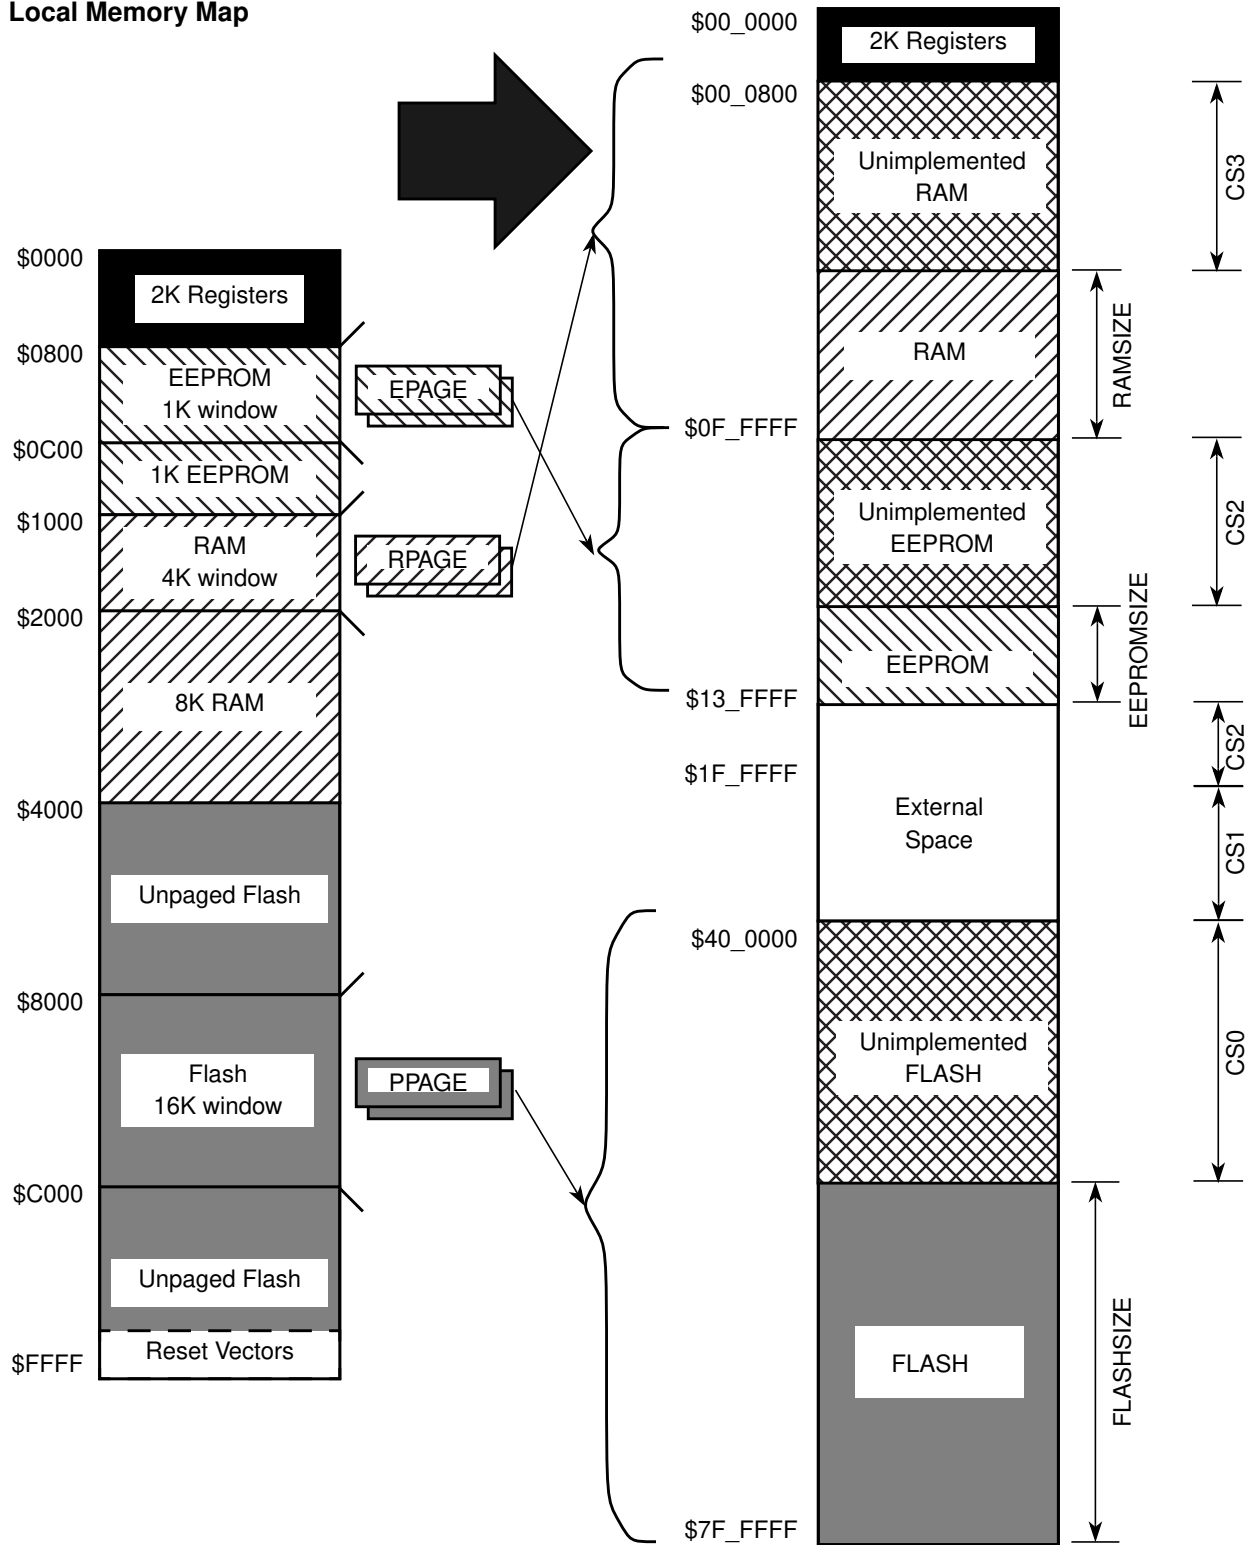 Local Memory Map
$0000
2K Registers
$0800
EEPROM
1K window
$0C00
1K EEPROM
$1000
RAM
4K window
$2000
8K RAM
$4000
Unpaged Flash
$8000
Flash
16K window
$C000
Unpaged Flash
Reset Vectors
$FFFF
EPAGE
RPAGE
PPAGE
$00_0000
2K Registers
$00_0800
Unimplemented
RAM
RAM
$0F_FFFF
Unimplemented
EEPROM
EEPROM
$13_FFFF
$1F_FFFF
External
Space
$40_0000
Unimplemented
FLASH
FLASH
$7F_FFFF
RAMSIZE
EEPROMSIZE
FLASHSIZE
CS3
CS2
CS2
CS1
CS0